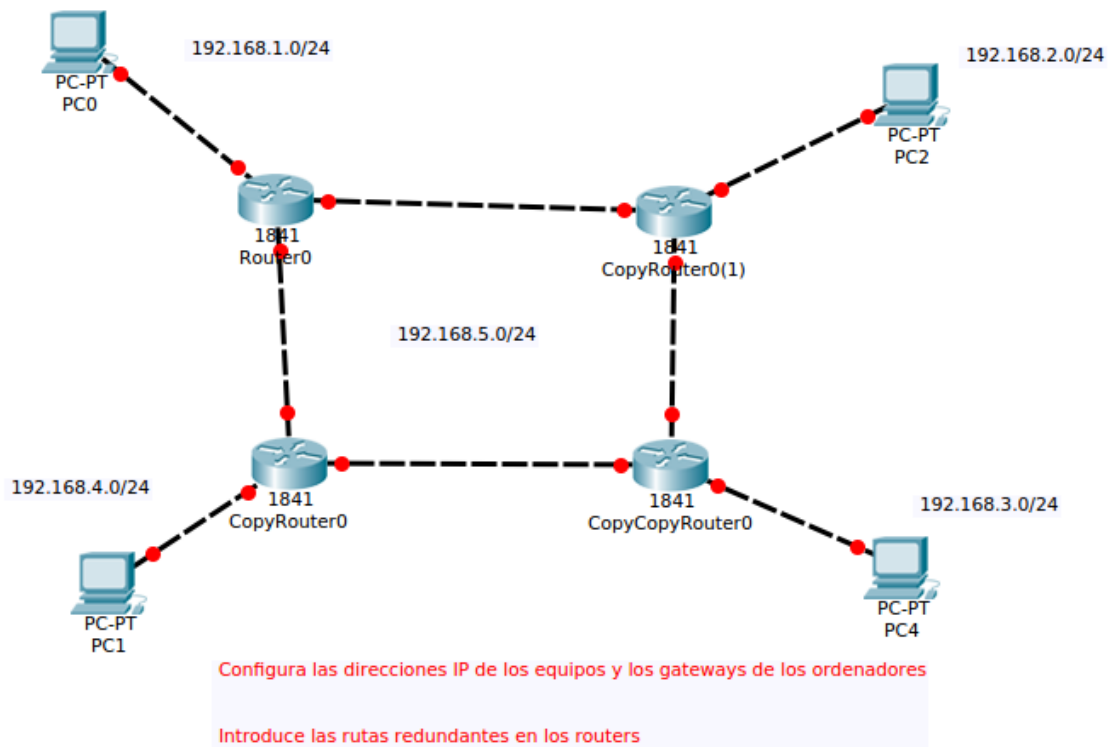 192.168.1.0/24
192.168.2.0/24
PC-PT
PC0
PC-PT
PC2
1841
Router0
1841
CopyRouter0(1)
192.168.5.0/24
192.168.4.0/24
1841
CopyRouter0
1841
CopyCopyRouter0
192.168.3.0/24
PC-PT
PC1
PC-PT
PC4
Configura las direcciones IP de los equipos y los gateways de los ordenadores
Introduce las rutas redundantes en los routers